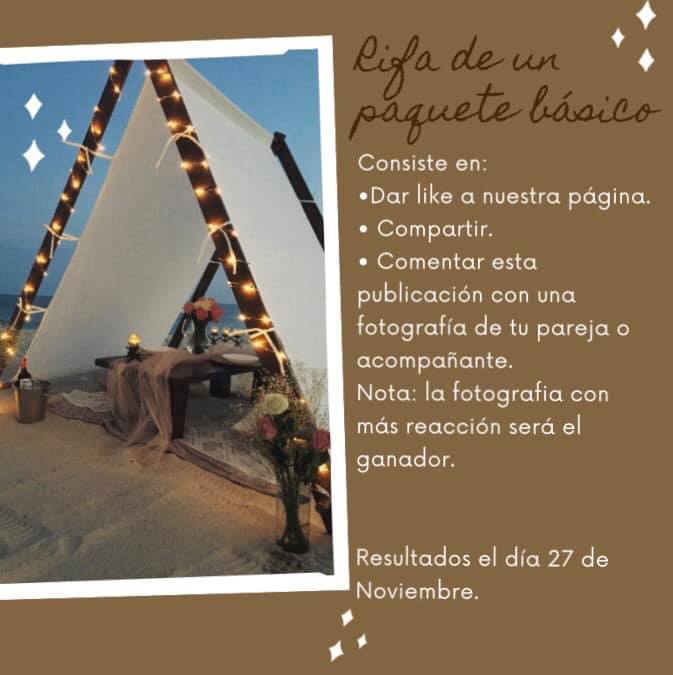 Rifa de un
paquete básico
Consiste en:
•Dar like a nuestra página.
• Compartir.
• Comentar esta
publicación con una
fotografía de tu pareja o
acompañante.
Nota: la fotografia con
más reacción será el
ganador.
Resultados el día 27 de
Noviembre.